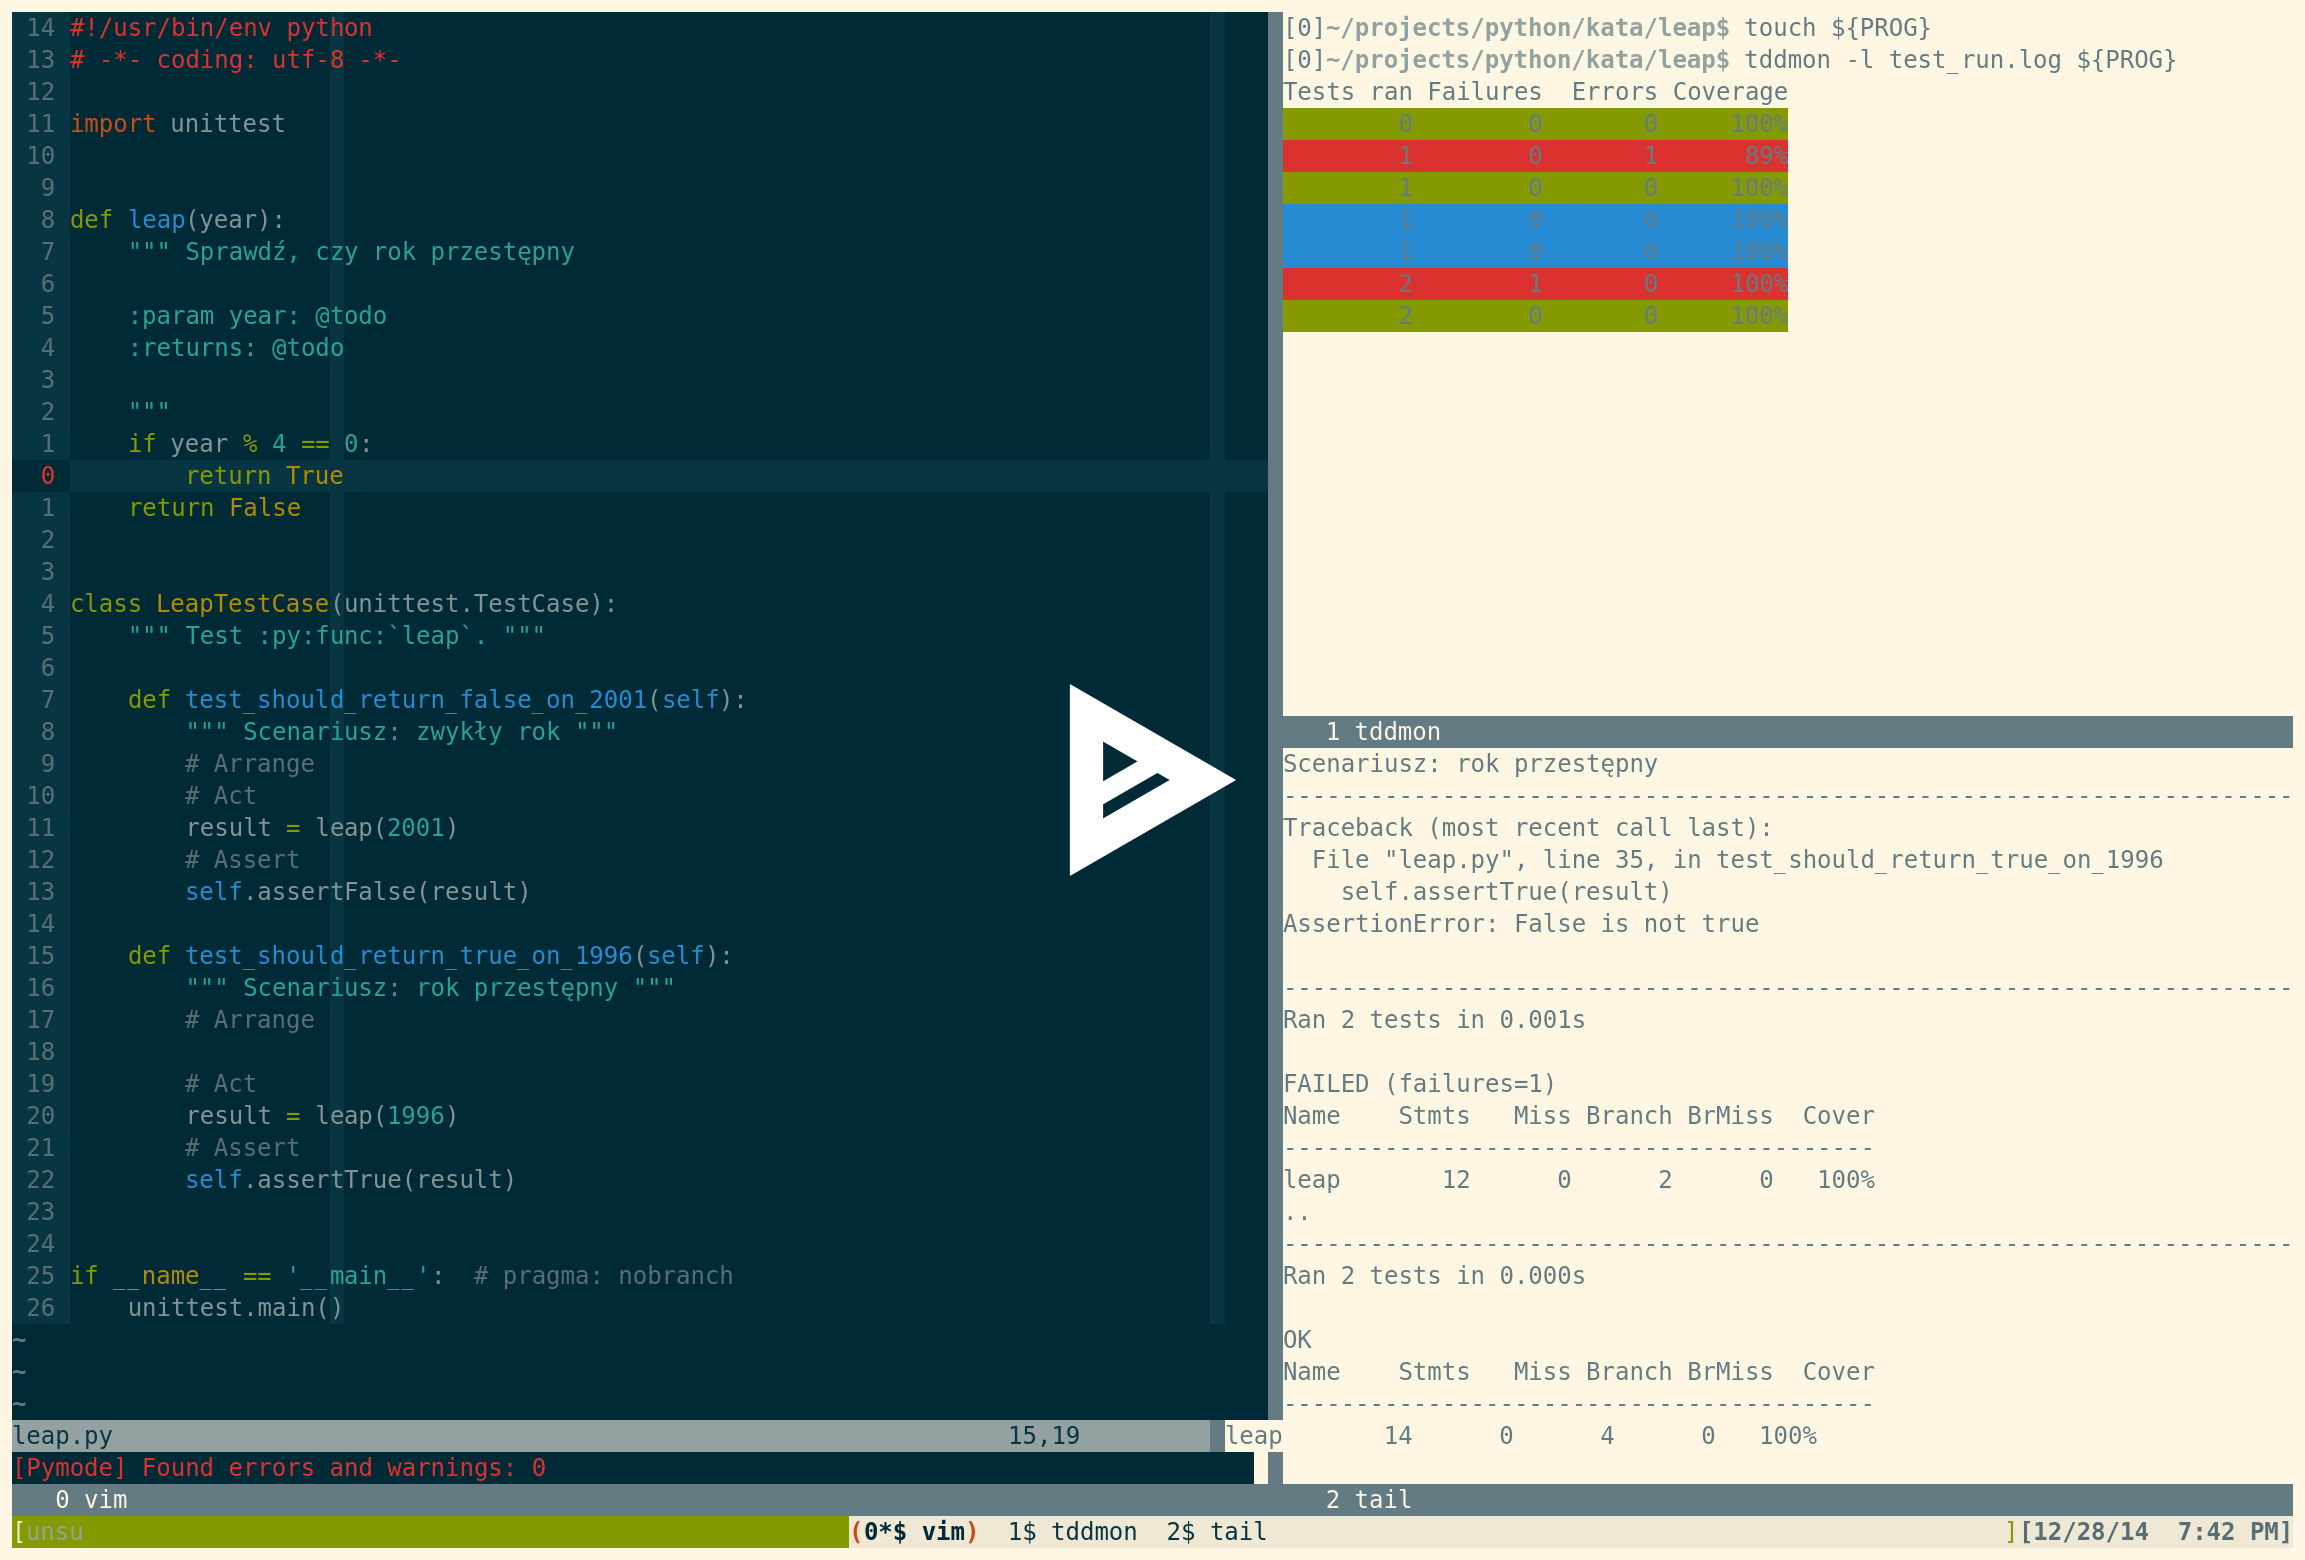 14 #!/usr/bin/env python
13 # -*- coding: utf-8 -*-
12
11 import unittest
10
9
8 def leap(year):
7     """ Sprawdź, czy rok przestępny
6
5     :param year: @todo
4     :returns: @todo
3
2     """
1     if year % 4 == 0:
0         return True
1     return False
2
3
4 class LeapTestCase(unittest.TestCase):
5     """ Test :py:func:`leap`. """
6
7     def test_should_return_false_on_2001(self):
8         """ Scenariusz: zwykły rok """
9         # Arrange
10         # Act
11         result = leap(2001)
12         # Assert
13         self.assertFalse(result)
14
15     def test_should_return_true_on_1996(self):
16         """ Scenariusz: rok przestępny """
17         # Arrange
18
19         # Act
20         result = leap(1996)
21         # Assert
22         self.assertTrue(result)
23
24
25 if __name__ == '__main__':  # pragma: nobranch
26     unittest.main()
~
~
~
leap.py 15,19
[Pymode] Found errors and warnings: 0
0 vim
[0]~/projects/python/kata/leap$ touch ${PROG}
[0]~/projects/python/kata/leap$ tddmon -l test_run.log ${PROG}
Tests ran Failures  Errors Coverage
0 0 0 100%
1 0 1 89%
1 0 0 100%
1 0 0 100%
1 0 0 100%
2 1 0 100%
2 0 0 100%
1 tddmon
Scenariusz: rok przestępny
----------------------------------------------------------------------
Traceback (most recent call last):
  File "leap.py", line 35, in test_should_return_true_on_1996
    self.assertTrue(result)
AssertionError: False is not true
----------------------------------------------------------------------
Ran 2 tests in 0.001s
FAILED (failures=1)
Name    Stmts   Miss Branch BrMiss  Cover
-----------------------------------------
leap       12      0      2      0   100%
..
----------------------------------------------------------------------
Ran 2 tests in 0.000s
OK
Name    Stmts   Miss Branch BrMiss  Cover
-----------------------------------------
leap       14      0      4      0   100%
2 tail
[unsu (0*$ vim)  1$ tddmon  2$ tail ][12/28/14  7:42 PM]